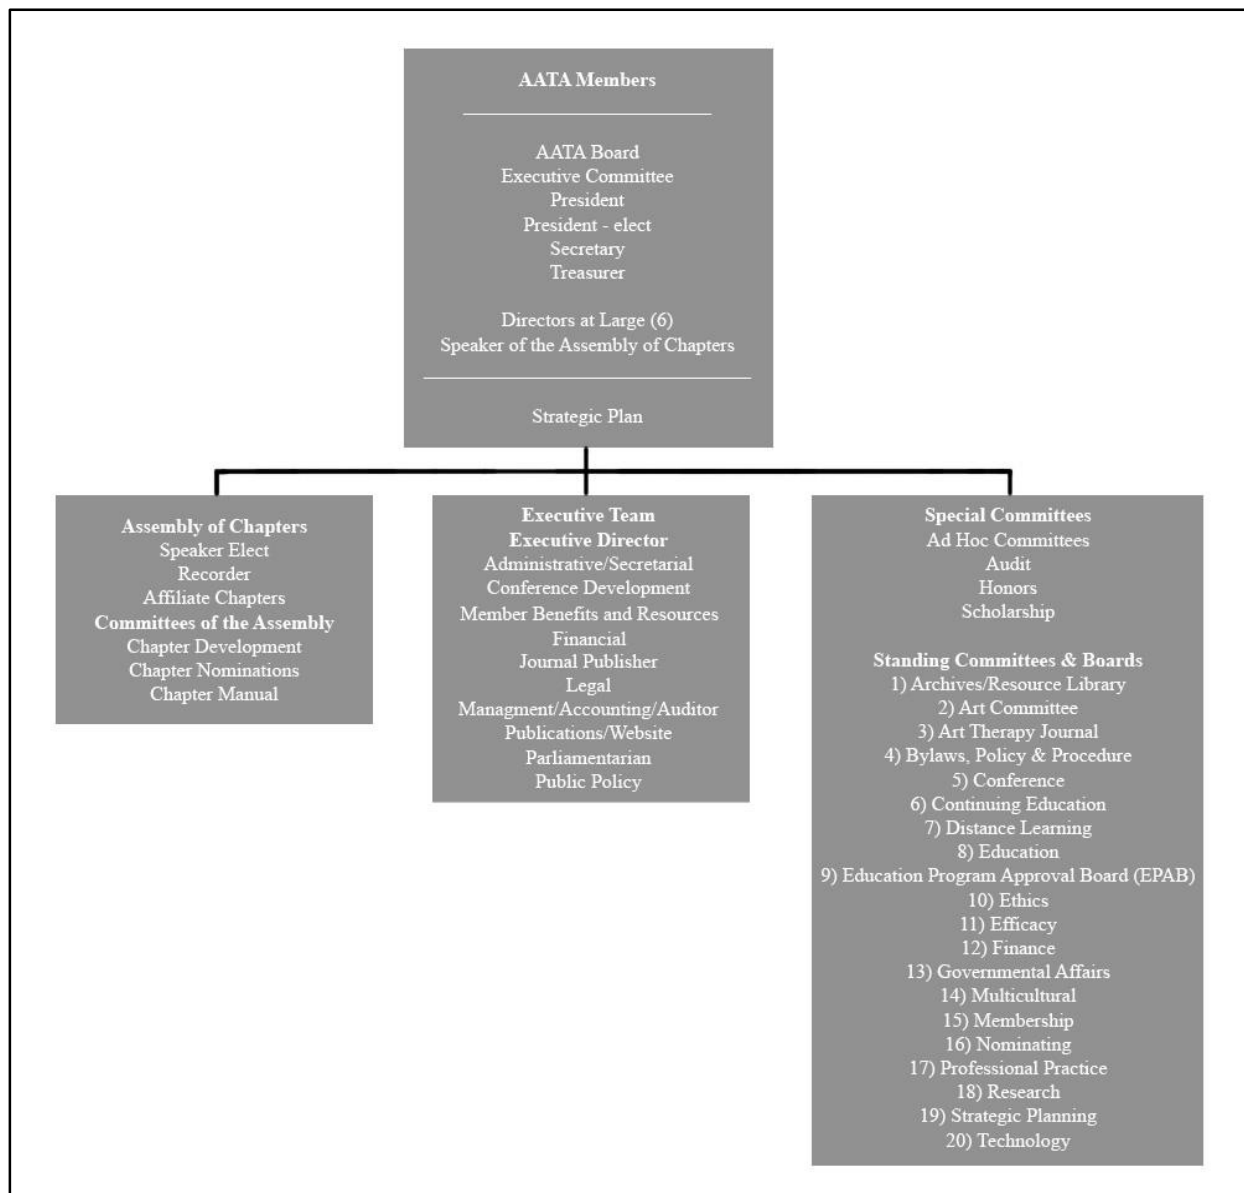 AATA Members
AATA Board
Executive Committee
President
President - elect
Secretary
Treasurer
Directors at Large (6)
Speaker of the Assembly of Chapters
Strategic Plan
Assembly of Chapters
Speaker Elect
Recorder
Affiliate Chapters
Committees of the Assembly
Chapter Development
Chapter Nominations
Chapter Manual
Executive Team
Executive Director
Administrative/Secretarial
Conference Development
Member Benefits and Resources
Financial
Journal Publisher
Legal
Managment/Accounting/Auditor
Publications/Website
Parliamentarian
Public Policy
Special Committees
Ad Hoc Committees
Audit
Honors
Scholarship
Standing Committees & Boards
1) Archives/Resource Library
2) Art Committee
3) Art Therapy Journal
4) Bylaws, Policy & Procedure
5) Conference
6) Continuing Education
7) Distance Learning
8) Education
9) Education Program Approval Board (EPAB)
10) Ethics
11) Efficacy
12) Finance
13) Governmental Affairs
14) Multicultural
15) Membership
16) Nominating
17) Professional Practice
18) Research
19) Strategic Planning
20) Technology